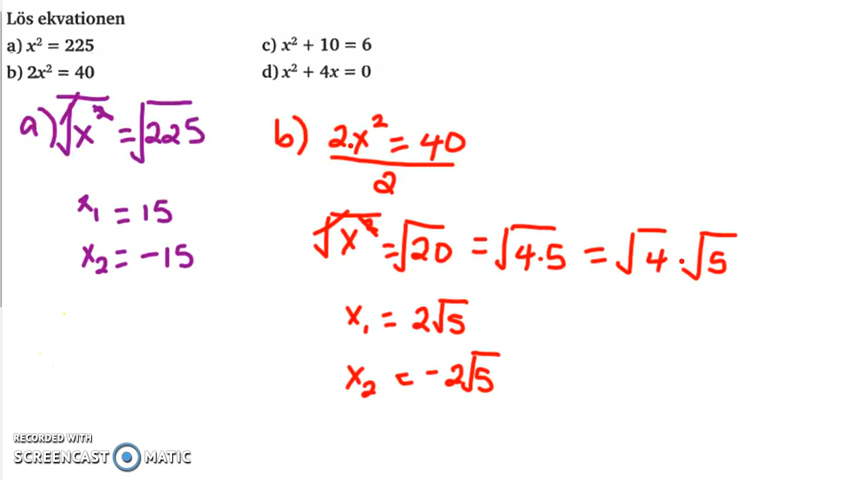 Lös ekvationen
a) x² = 225
c) x² + 10 = 6
b) 2x² = 40
d) x² + 4x = 0
a) √x² = √225
x₁ = 15
x₂ = -15
b) 2·x² = 40
2
√x² = √20 = √4·5 = √4 · √5
x₁ = 2√5
x₂ = -2√5
RECORDED WITH
SCREENCAST MATIC